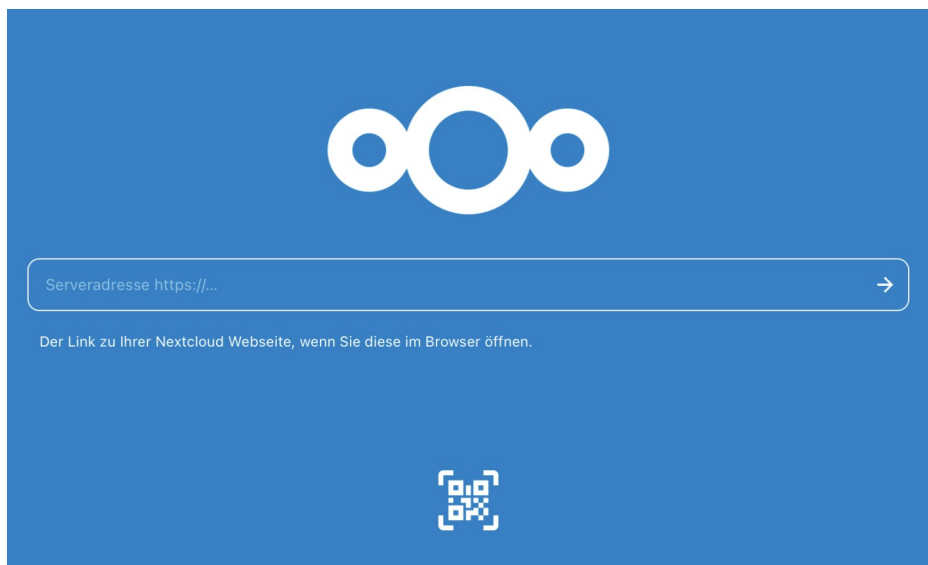 Serveradresse https://...
Der Link zu Ihrer Nextcloud Webseite, wenn Sie diese im Browser öffnen.